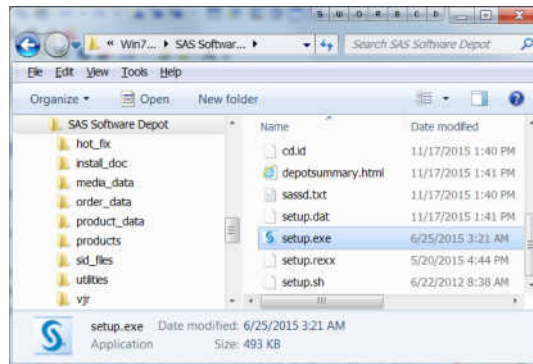 S W O R B C D
« Win7... ▸ SAS Softwar... ▸ Search SAS Software Depot
File Edit View Tools Help
Organize Open New folder
SAS Software Depot
hot_fix
install_doc
media_data
order_data
product_data
products
sid_files
utilities
vjr
Name Date modified
cd.id 11/17/2015 1:40 PM
depotsummary.html 11/17/2015 1:41 PM
sassd.txt 11/17/2015 1:40 PM
setup.dat 11/17/2015 1:41 PM
setup.exe 6/25/2015 3:21 AM
setup.rexx 5/20/2015 4:44 PM
setup.sh 6/22/2012 8:38 AM
setup.exe Date modified: 6/25/2015 3:21 AM
Application Size: 493 KB